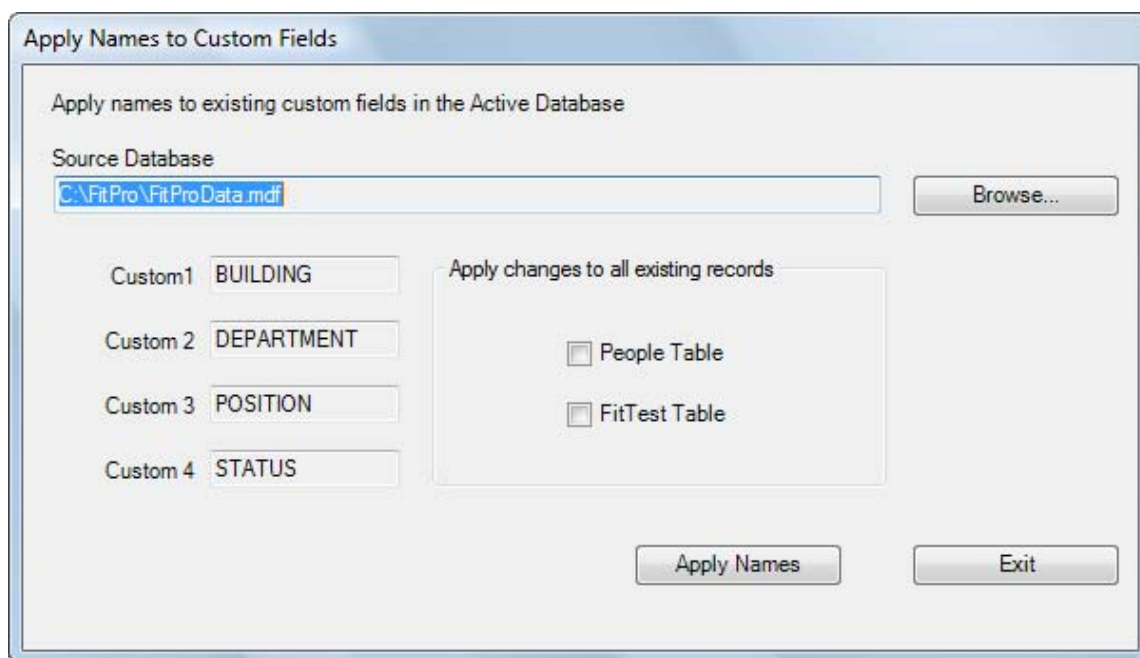 Apply Names to Custom Fields
Apply names to existing custom fields in the Active Database
Source Database
C:\FitPro\FitProData.mdf
Browse...
Custom1 BUILDING
Custom 2 DEPARTMENT
Custom 3 POSITION
Custom 4 STATUS
Apply changes to all existing records
People Table
FitTest Table
Apply Names
Exit